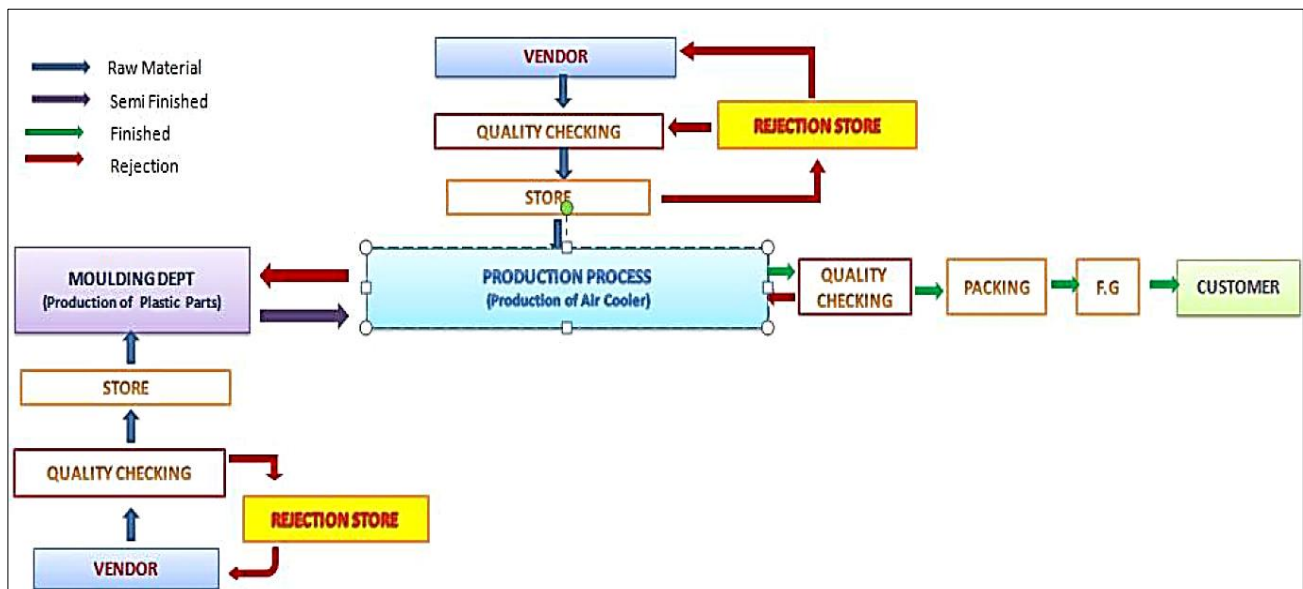 Raw Material
Semi Finished
Finished
Rejection
VENDOR
QUALITY CHECKING
REJECTION STORE
STORE
MOULDING DEPT
(Production of Plastic Parts)
PRODUCTION PROCESS
(Production of Air Cooler)
QUALITY
CHECKING
PACKING
F.G
CUSTOMER
STORE
QUALITY CHECKING
REJECTION STORE
VENDOR